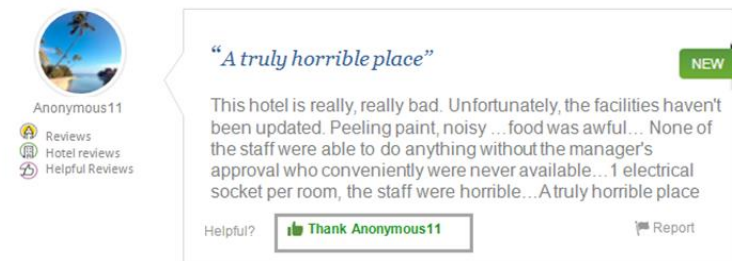 “A truly horrible place”
NEW
Anonymous11
Reviews
Hotel reviews
Helpful Reviews
This hotel is really, really bad. Unfortunately, the facilities haven't
been updated. Peeling paint, noisy …food was awful… None of
the staff were able to do anything without the manager's
approval who conveniently were never available…1 electrical
socket per room, the staff were horrible…A truly horrible place
Helpful?
Thank Anonymous11
Report